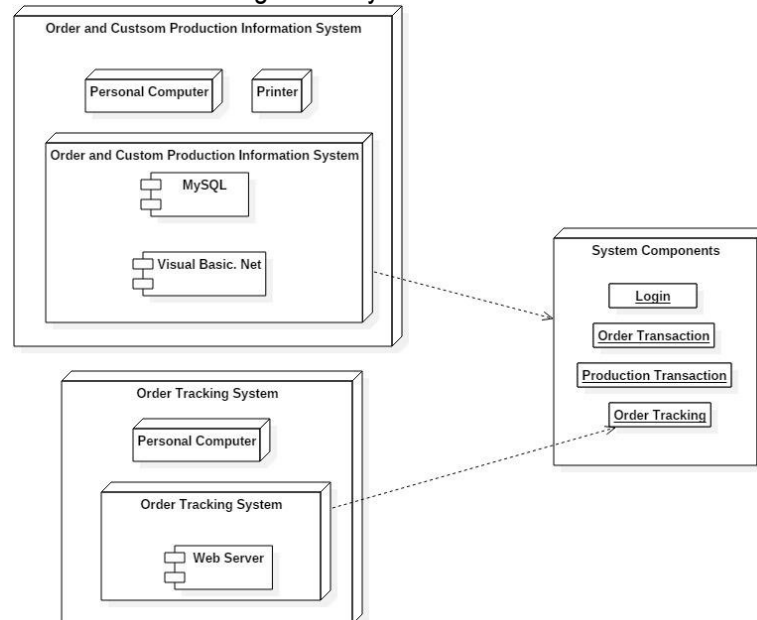 Order and Custsom Production Information System
Personal Computer
Printer
Order and Custom Production Information System
MySQL
Visual Basic. Net
System Components
Login
Order Transaction
Production Transaction
Order Tracking
Order Tracking System
Personal Computer
Order Tracking System
Web Server